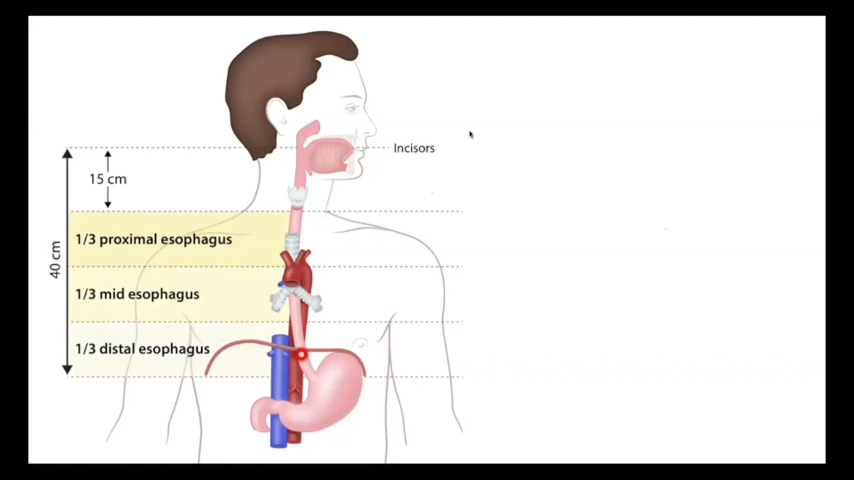 Incisors
15 cm
40 cm
1/3 proximal esophagus
1/3 mid esophagus
1/3 distal esophagus